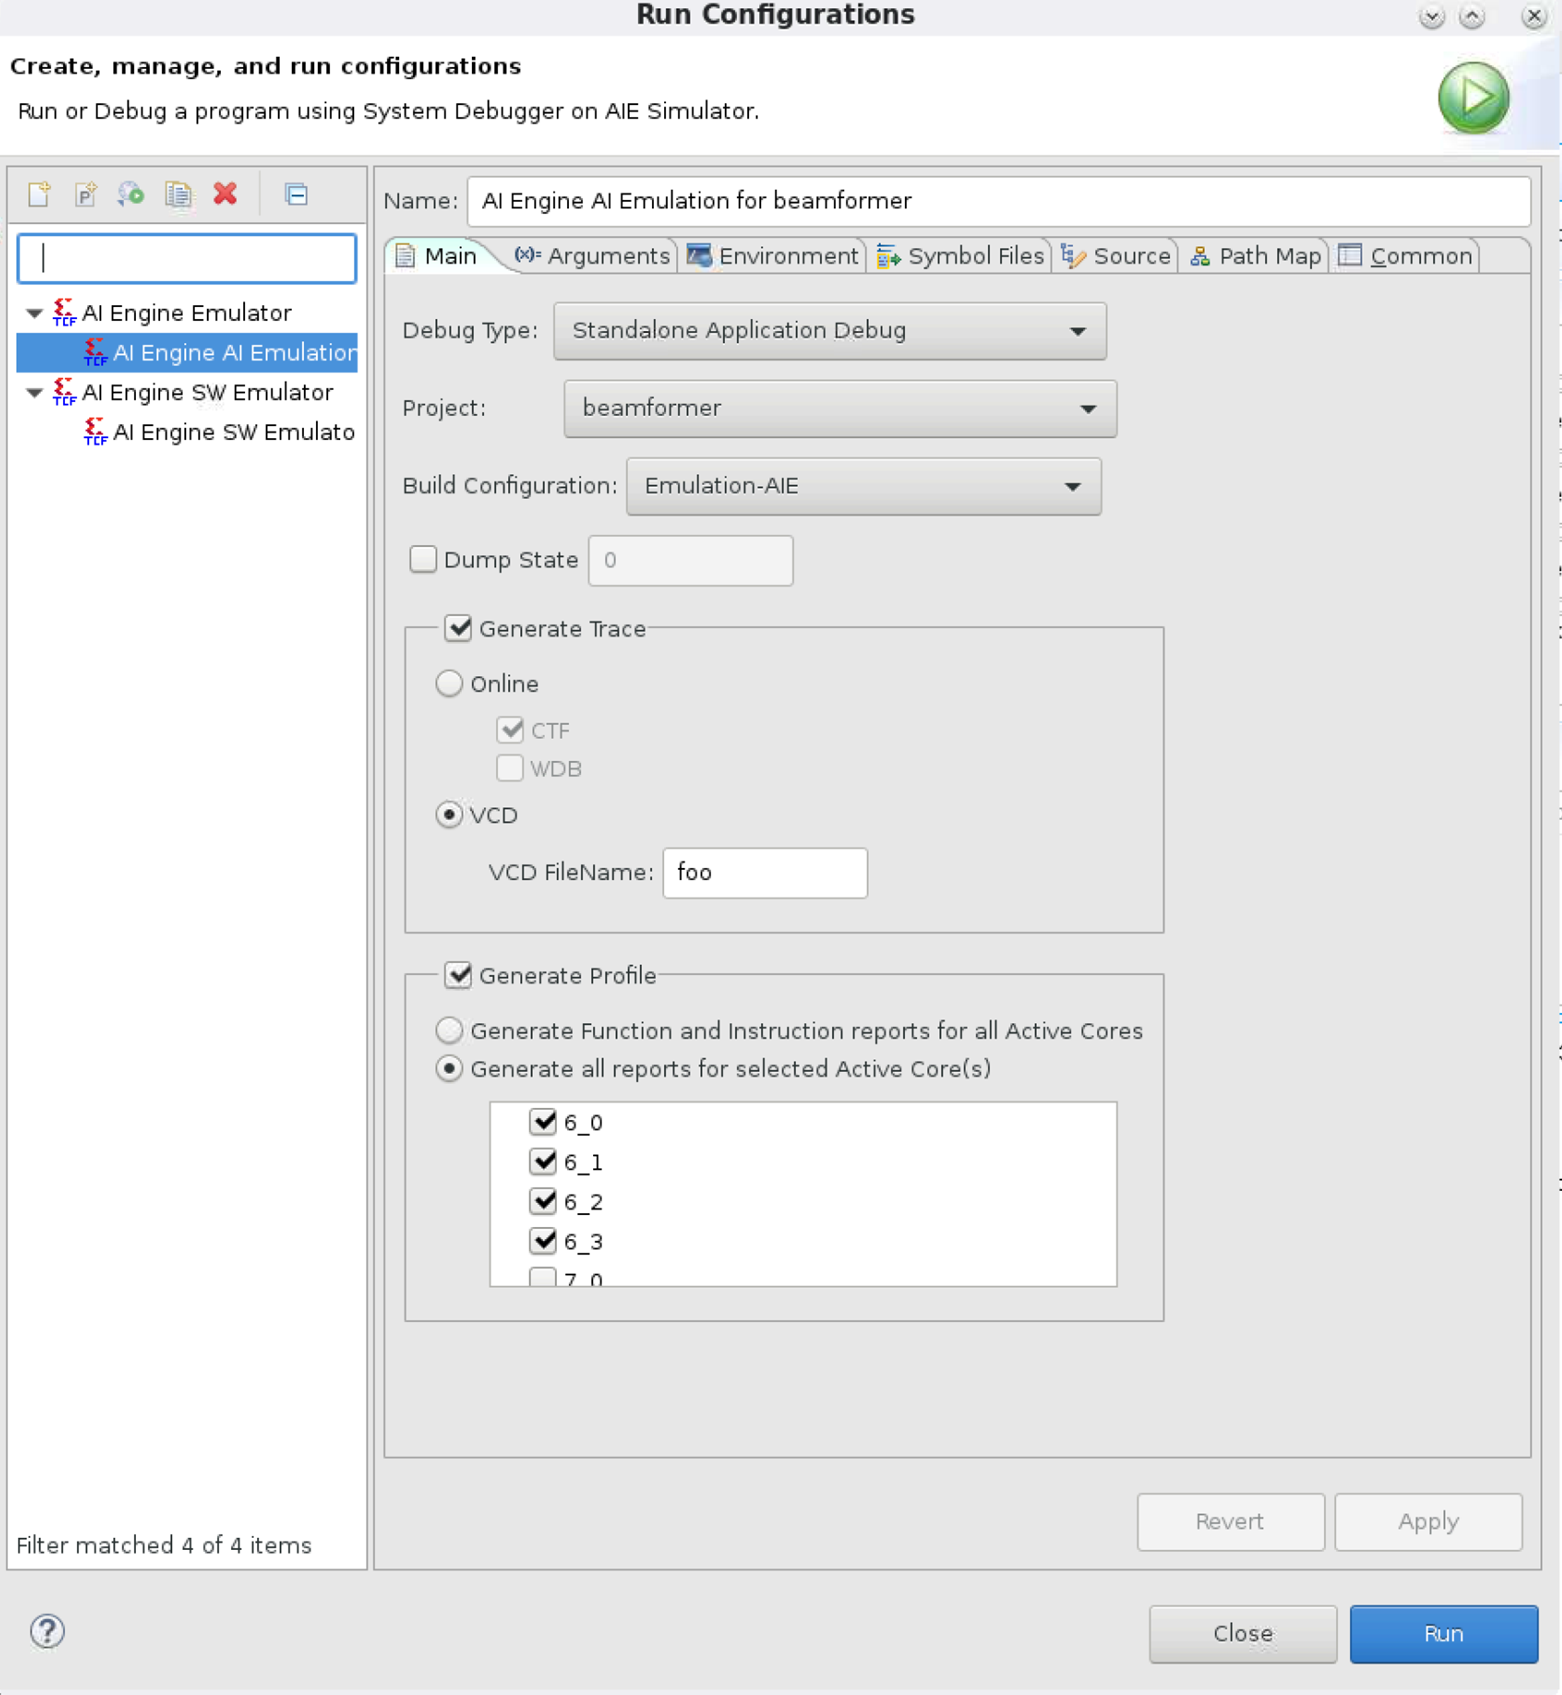 Run Configurations
Create, manage, and run configurations
Run or Debug a program using System Debugger on AIE Simulator.
AI Engine Emulator
AI Engine AI Emulation
AI Engine SW Emulator
AI Engine SW Emulato
Filter matched 4 of 4 items
Name: AI Engine AI Emulation for beamformer
Main (x)= Arguments Environment Symbol Files Source Path Map Common
Debug Type: Standalone Application Debug
Project: beamformer
Build Configuration: Emulation-AIE
Dump State 0
Generate Trace
Online
CTF
WDB
VCD
VCD FileName: foo
Generate Profile
Generate Function and Instruction reports for all Active Cores
Generate all reports for selected Active Core(s)
6_0
6_1
6_2
6_3
7_0
Revert Apply
Close Run